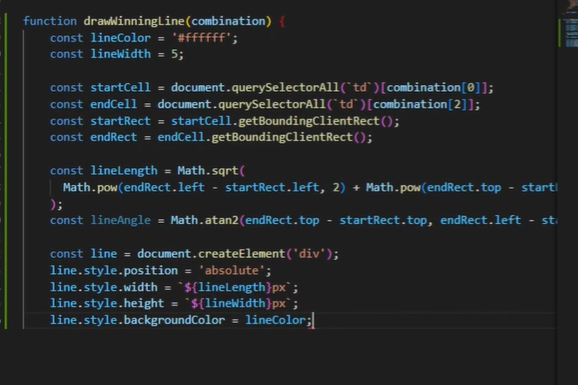 function drawWinningLine(combination) {
const lineColor = '#ffffff';
const lineWidth = 5;
const startCell = document.querySelectorAll(`td`)[combination[0]];
const endCell = document.querySelectorAll(`td`)[combination[2]];
const startRect = startCell.getBoundingClientRect();
const endRect = endCell.getBoundingClientRect();
const lineLength = Math.sqrt(
Math.pow(endRect.left - startRect.left, 2) + Math.pow(endRect.top - start
);
const lineAngle = Math.atan2(endRect.top - startRect.top, endRect.left - st
const line = document.createElement('div');
line.style.position = 'absolute';
line.style.width = `${lineLength}px`;
line.style.height = `${lineWidth}px`;
line.style.backgroundColor = lineColor;